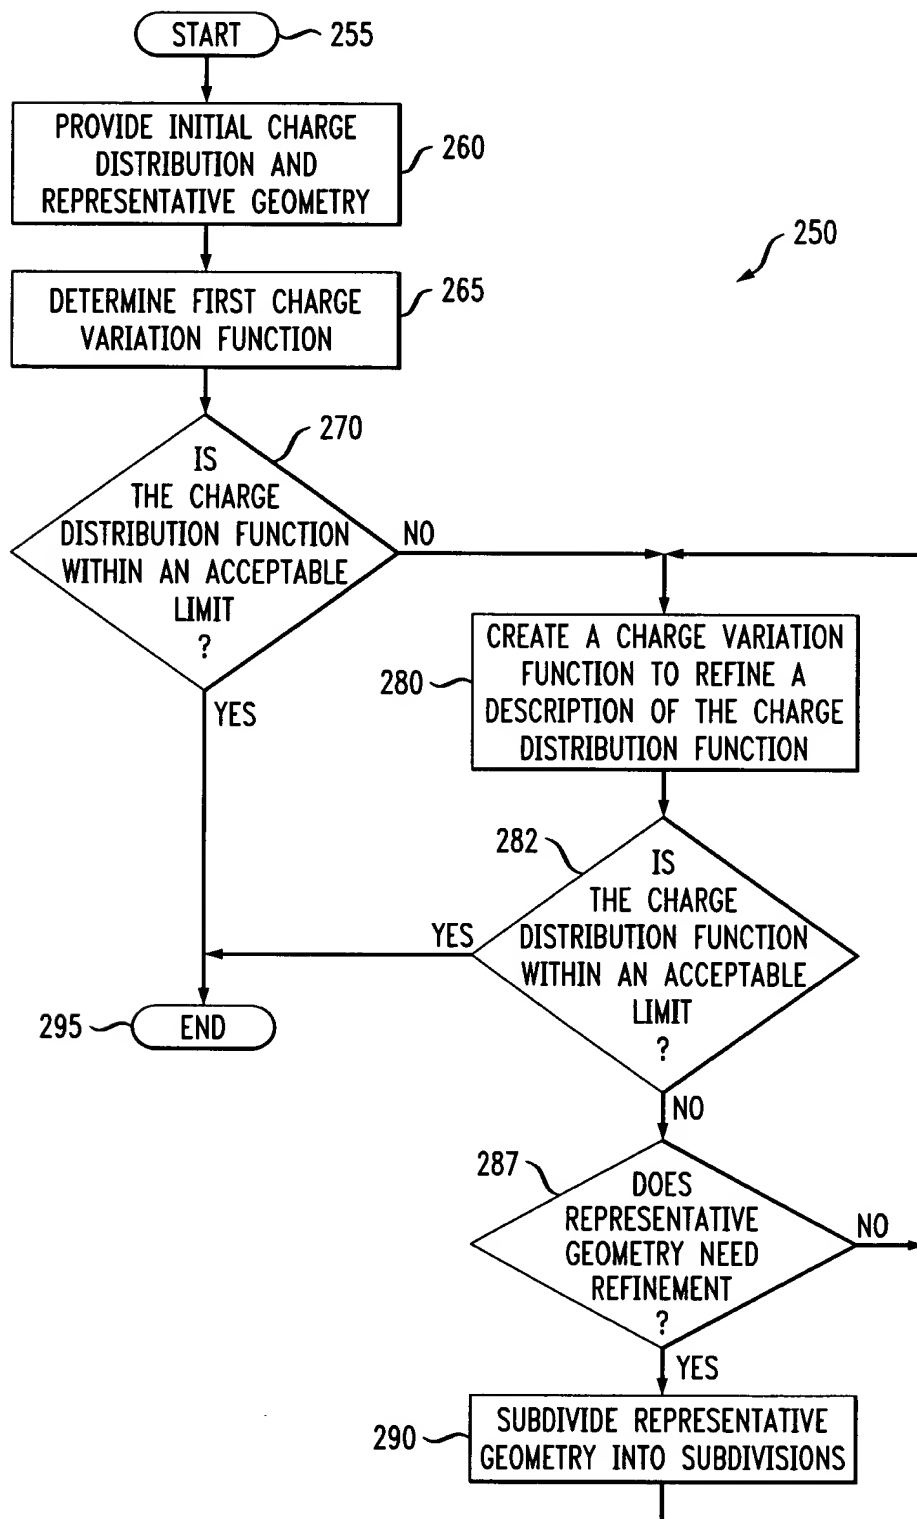 START
255
PROVIDE INITIAL CHARGE
DISTRIBUTION AND
REPRESENTATIVE GEOMETRY
260
250
DETERMINE FIRST CHARGE
VARIATION FUNCTION
265
270
IS
THE CHARGE
DISTRIBUTION FUNCTION
WITHIN AN ACCEPTABLE
LIMIT
?
NO
YES
CREATE A CHARGE VARIATION
FUNCTION TO REFINE A
DESCRIPTION OF THE CHARGE
DISTRIBUTION FUNCTION
280
282
IS
THE CHARGE
DISTRIBUTION FUNCTION
WITHIN AN ACCEPTABLE
LIMIT
?
YES
295
END
NO
287
DOES
REPRESENTATIVE
GEOMETRY NEED
REFINEMENT
?
NO
YES
290
SUBDIVIDE REPRESENTATIVE
GEOMETRY INTO SUBDIVISIONS